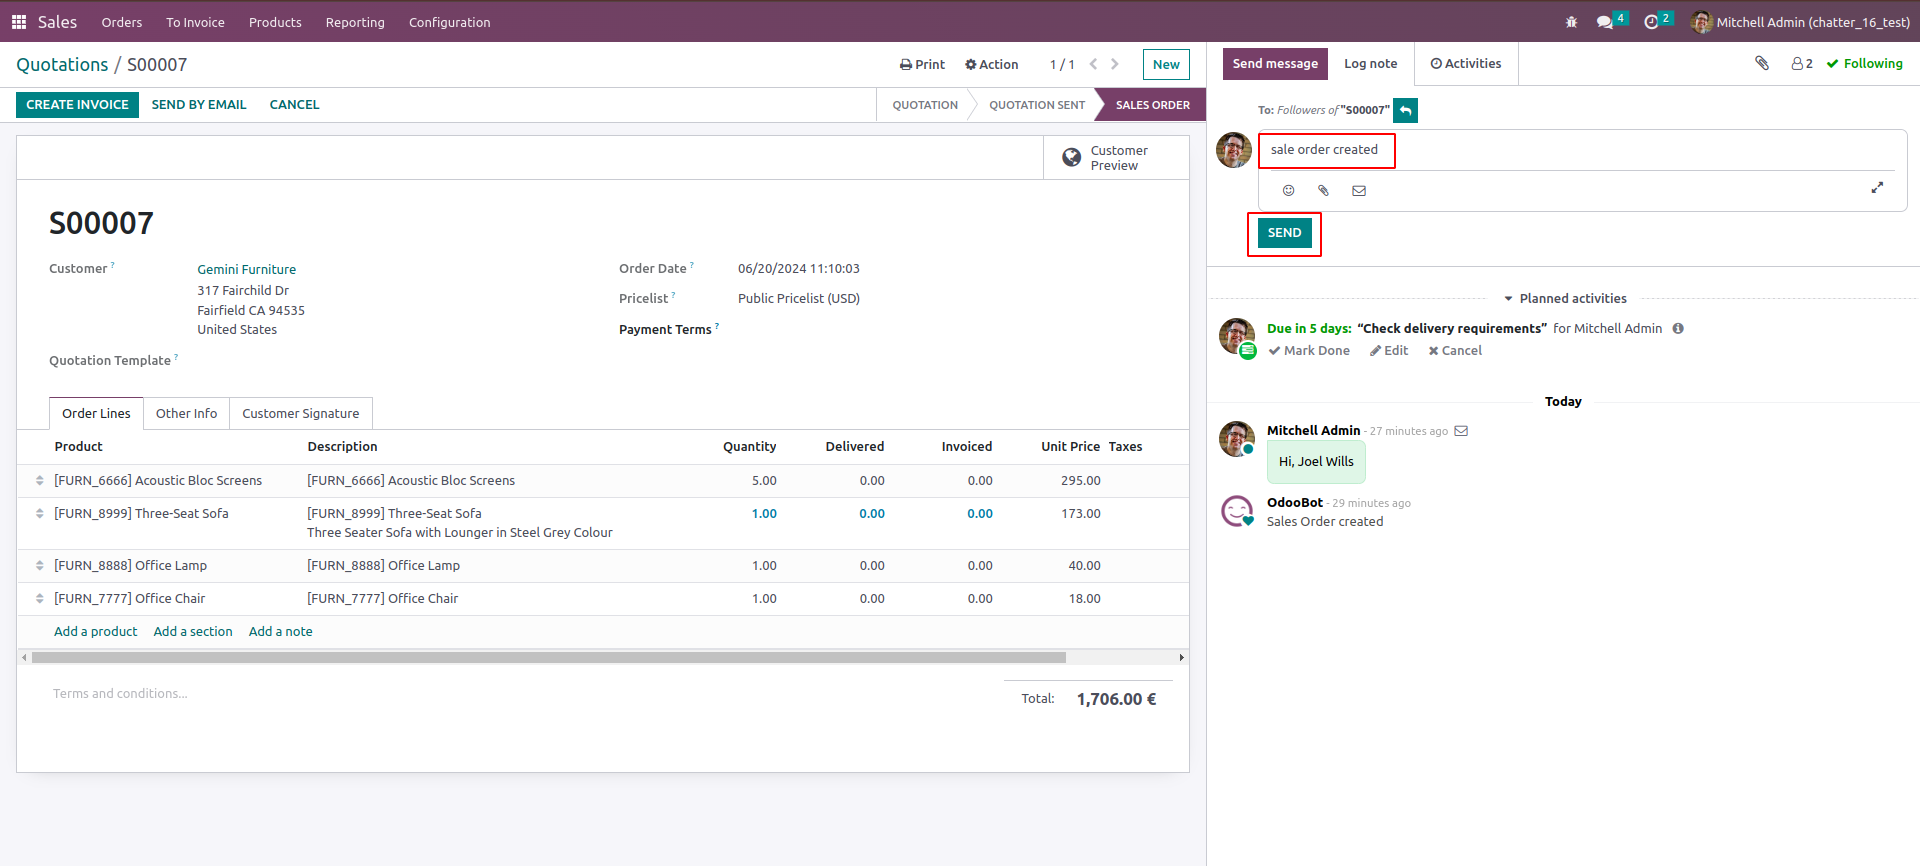 Sales Orders To Invoice Products Reporting Configuration 4 2 Mitchell Admin (chatter_16_test)
Quotations / S00007 Print Action 1 / 1 New
CREATE INVOICE SEND BY EMAIL CANCEL QUOTATION QUOTATION SENT SALES ORDER
Customer
Preview
S00007
Customer ? Gemini Furniture
317 Fairchild Dr
Fairfield CA 94535
United States
Quotation Template ?
Order Date ? 06/20/2024 11:10:03
Pricelist ? Public Pricelist (USD)
Payment Terms ?
Order Lines Other Info Customer Signature
Product Description Quantity Delivered Invoiced Unit Price Taxes
[FURN_6666] Acoustic Bloc Screens [FURN_6666] Acoustic Bloc Screens 5.00 0.00 0.00 295.00
[FURN_8999] Three-Seat Sofa [FURN_8999] Three-Seat Sofa 1.00 0.00 0.00 173.00
Three Seater Sofa with Lounger in Steel Grey Colour
[FURN_8888] Office Lamp [FURN_8888] Office Lamp 1.00 0.00 0.00 40.00
[FURN_7777] Office Chair [FURN_7777] Office Chair 1.00 0.00 0.00 18.00
Add a product Add a section Add a note
Terms and conditions...
Total: 1,706.00 €
Send message Log note Activities 2 Following
To: Followers of "S00007"
sale order created
SEND
Planned activities
Due in 5 days: “Check delivery requirements” for Mitchell Admin
Mark Done Edit Cancel
Today
Mitchell Admin - 27 minutes ago
Hi, Joel Wills
OdooBot - 29 minutes ago
Sales Order created